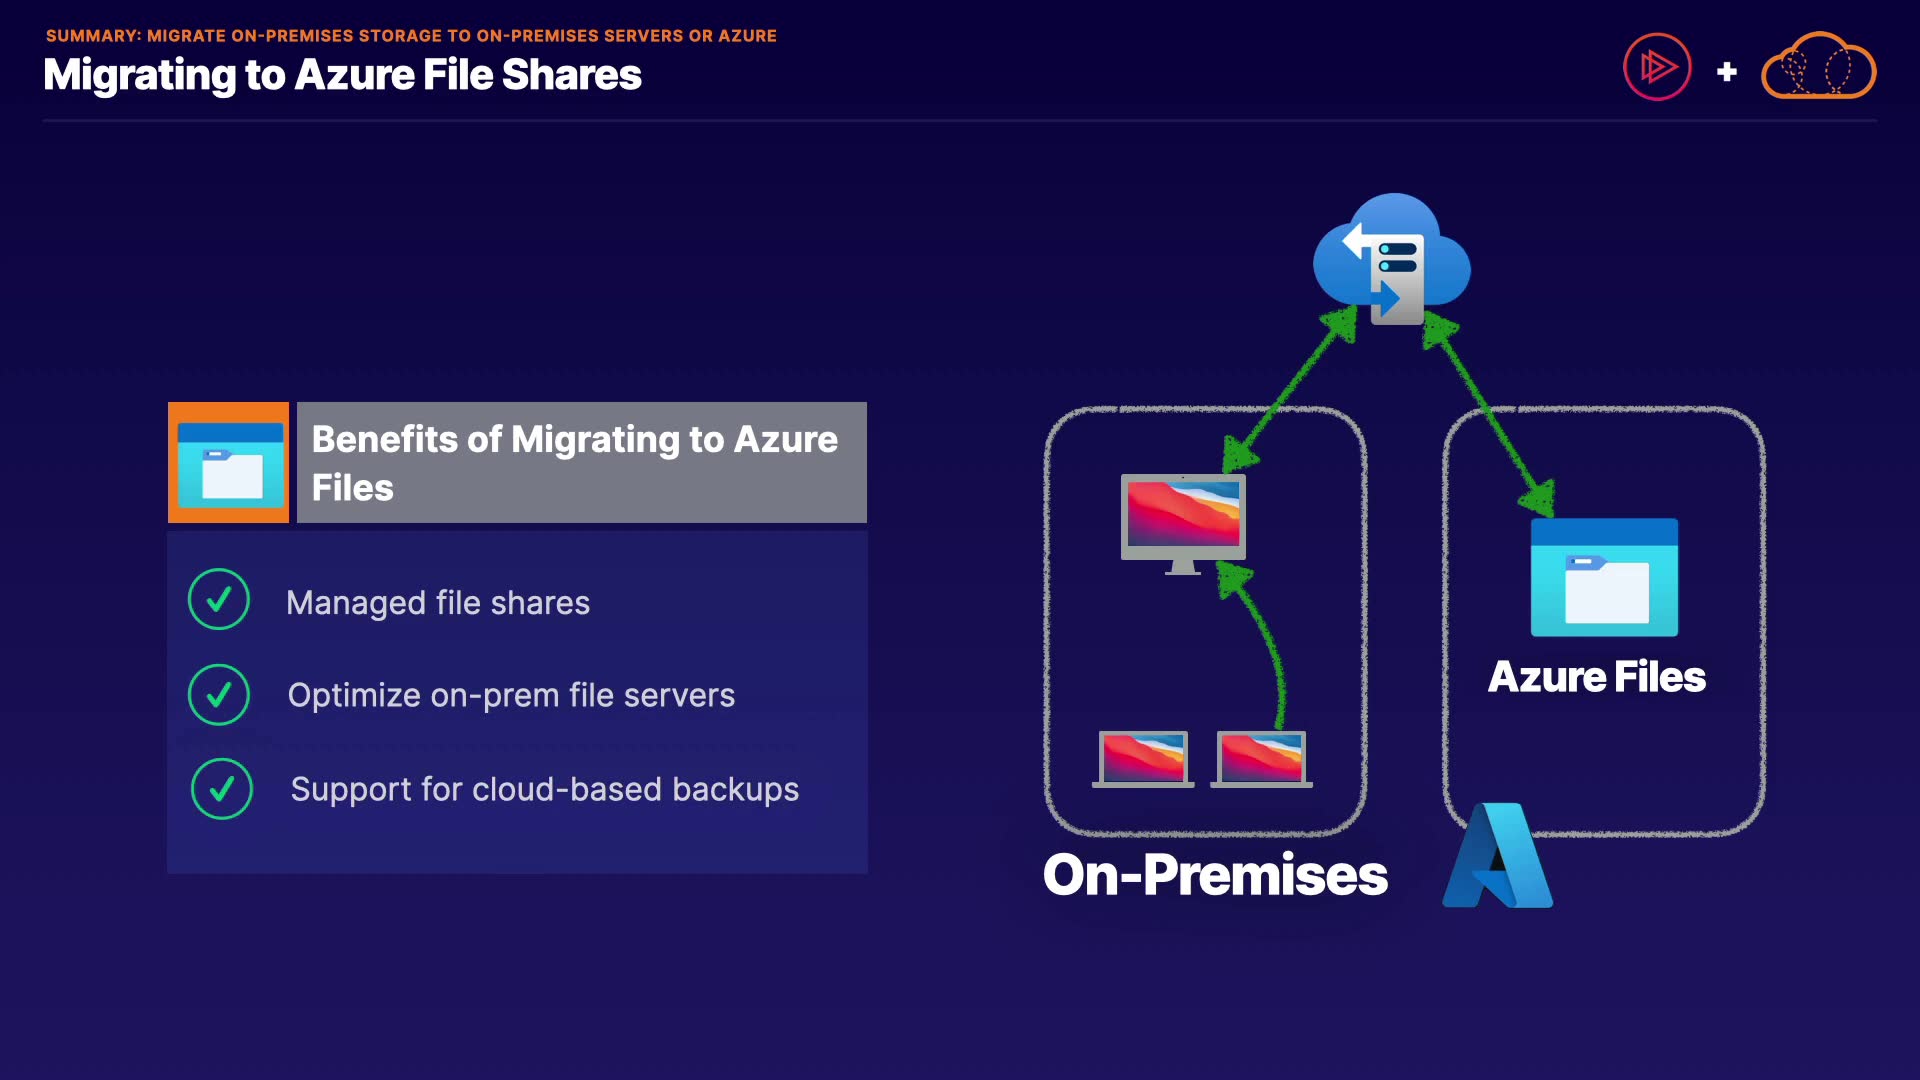 SUMMARY: MIGRATE ON-PREMISES STORAGE TO ON-PREMISES SERVERS OR AZURE
Migrating to Azure File Shares
+
Benefits of Migrating to Azure
Files
Managed file shares
Optimize on-prem file servers
Support for cloud-based backups
Azure Files
On-Premises